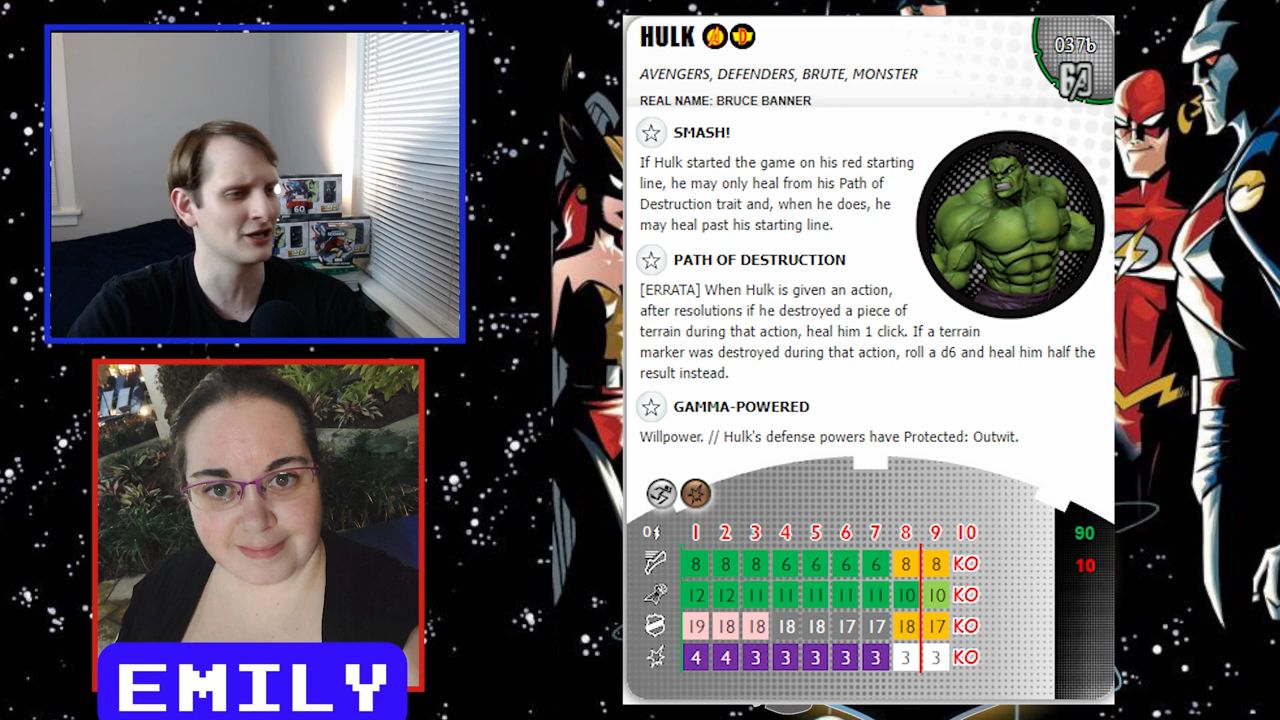 HULK
037b
60
AVENGERS, DEFENDERS, BRUTE, MONSTER
REAL NAME: BRUCE BANNER
SMASH!
If Hulk started the game on his red starting
line, he may only heal from his Path of
Destruction trait and, when he does, he
may heal past his starting line.
PATH OF DESTRUCTION
[ERRATA] When Hulk is given an action,
after resolutions if he destroyed a piece of
terrain during that action, heal him 1 click. If a terrain
marker was destroyed during that action, roll a d6 and heal him half the
result instead.
GAMMA-POWERED
Willpower. // Hulk's defense powers have Protected: Outwit.
0 1 2 3 4 5 6 7 8 9 10 90
8 8 8 6 6 6 6 8 8 KO 10
12 12 11 11 11 11 11 10 10 KO
19 18 18 18 18 17 17 18 17 KO
4 4 3 3 3 3 3 3 3 KO
EMILY